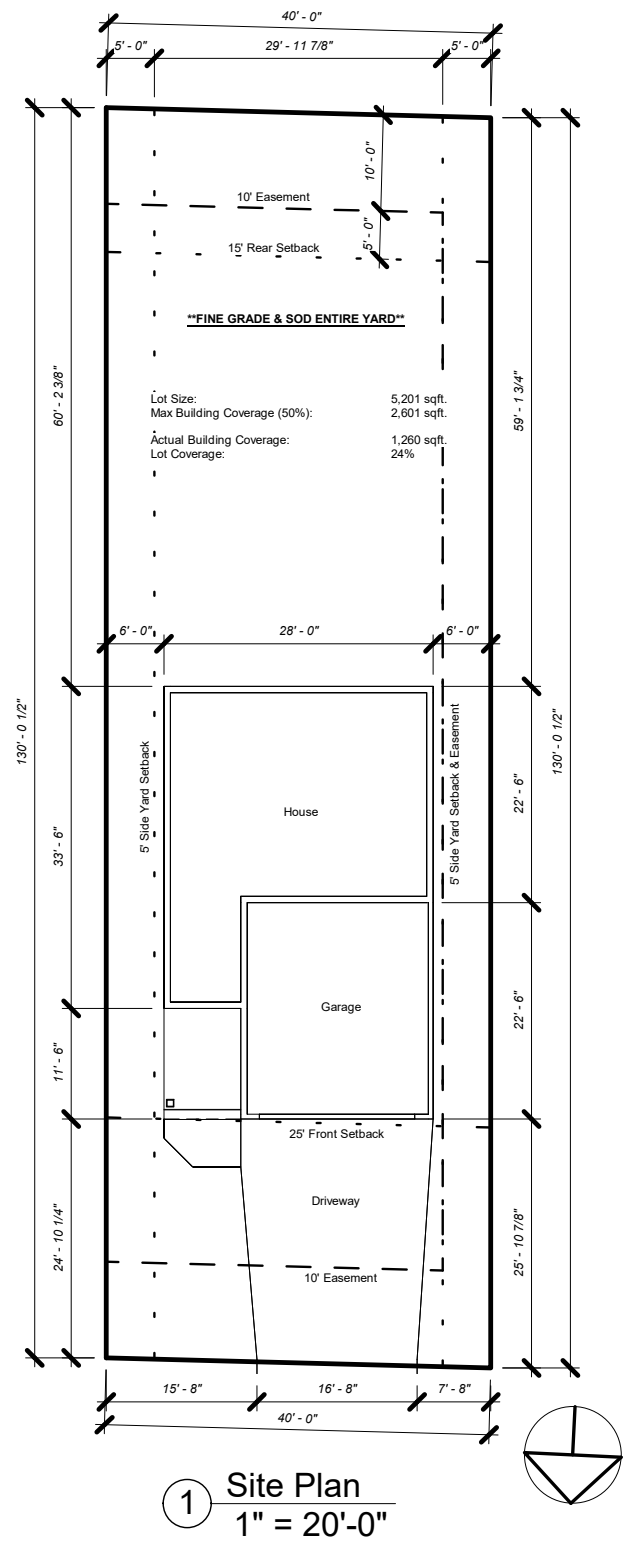 40' - 0"
5' - 0"
29' - 11 7/8"
5' - 0"
10' - 0"
10' Easement
5' - 0"
15' Rear Setback
**FINE GRADE & SOD ENTIRE YARD**
60' - 2 3/8"
59' - 1 3/4"
Lot Size: 5,201 sqft.
Max Building Coverage (50%): 2,601 sqft.
Actual Building Coverage: 1,260 sqft.
Lot Coverage: 24%
6' - 0"
28' - 0"
6' - 0"
130' - 0 1/2"
130' - 0 1/2"
5' Side Yard Setback
5' Side Yard Setback & Easement
33' - 6"
House
22' - 6"
Garage
22' - 6"
11' - 6"
25' Front Setback
Driveway
24' - 10 1/4"
25' - 10 7/8"
10' Easement
15' - 8"
16' - 8"
7' - 8"
40' - 0"
1
Site Plan
1" = 20'-0"